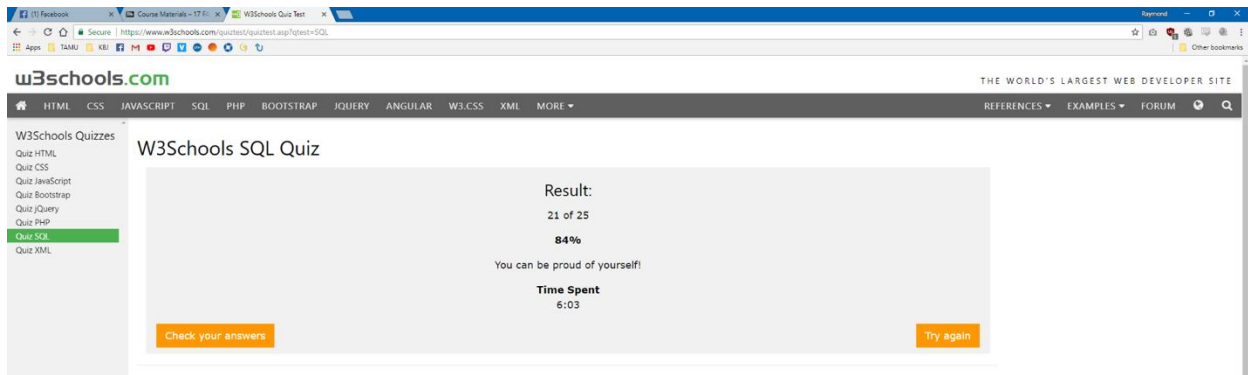 (1) Facebook
Course Materials – 17 FA
W3Schools Quiz Test
Raymond
Secure
https://www.w3schools.com/quiztest/quiztest.asp?qtest=SQL
Apps
TAMU
KBJ
Other bookmarks
w3schools.com
THE WORLD'S LARGEST WEB DEVELOPER SITE
HTML CSS JAVASCRIPT SQL PHP BOOTSTRAP JQUERY ANGULAR W3.CSS XML MORE REFERENCES EXAMPLES FORUM
W3Schools Quizzes
Quiz HTML
Quiz CSS
Quiz JavaScript
Quiz Bootstrap
Quiz jQuery
Quiz PHP
Quiz SQL
Quiz XML
W3Schools SQL Quiz
Result:
21 of 25
84%
You can be proud of yourself!
Time Spent
6:03
Check your answers
Try again